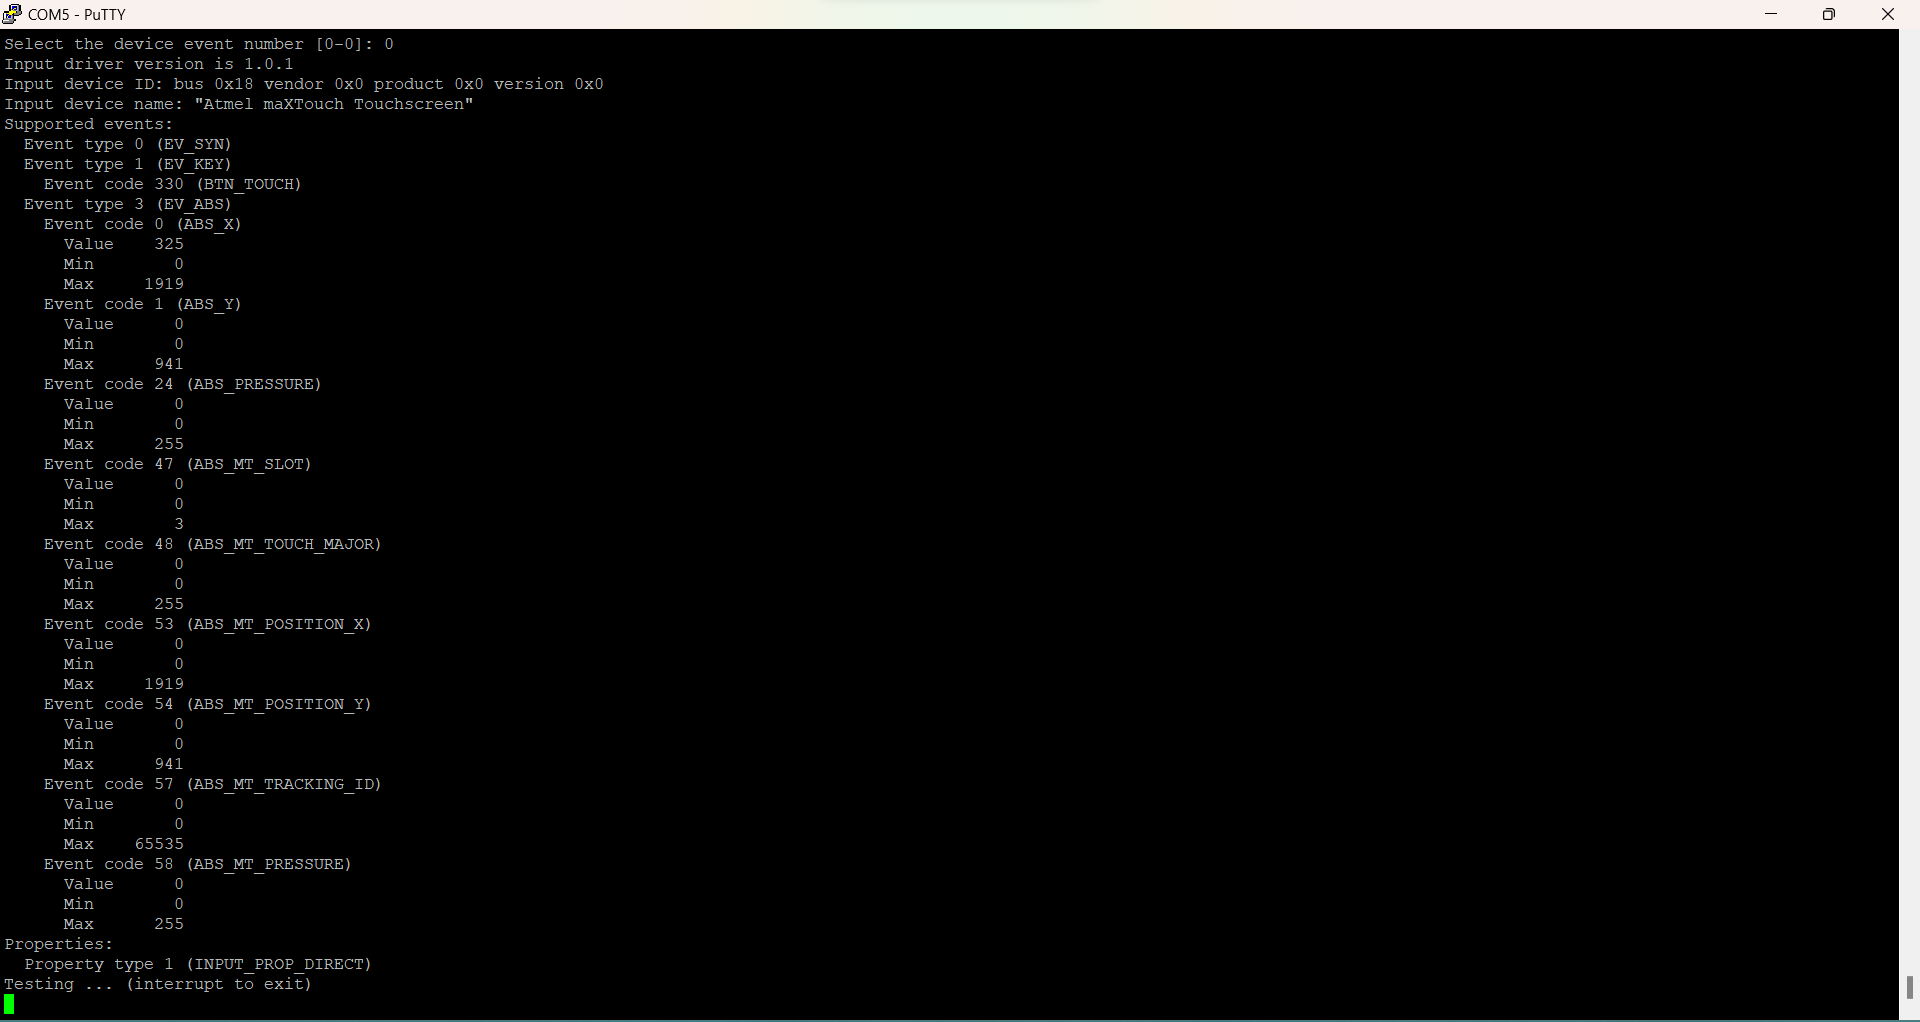 COM5 - PuTTY
Select the device event number [0-0]: 0
Input driver version is 1.0.1
Input device ID: bus 0x18 vendor 0x0 product 0x0 version 0x0
Input device name: "Atmel maXTouch Touchscreen"
Supported events:
  Event type 0 (EV_SYN)
  Event type 1 (EV_KEY)
    Event code 330 (BTN_TOUCH)
  Event type 3 (EV_ABS)
    Event code 0 (ABS_X)
      Value    325
      Min        0
      Max     1919
    Event code 1 (ABS_Y)
      Value      0
      Min        0
      Max      941
    Event code 24 (ABS_PRESSURE)
      Value      0
      Min        0
      Max      255
    Event code 47 (ABS_MT_SLOT)
      Value      0
      Min        0
      Max        3
    Event code 48 (ABS_MT_TOUCH_MAJOR)
      Value      0
      Min        0
      Max      255
    Event code 53 (ABS_MT_POSITION_X)
      Value      0
      Min        0
      Max     1919
    Event code 54 (ABS_MT_POSITION_Y)
      Value      0
      Min        0
      Max      941
    Event code 57 (ABS_MT_TRACKING_ID)
      Value      0
      Min        0
      Max    65535
    Event code 58 (ABS_MT_PRESSURE)
      Value      0
      Min        0
      Max      255
Properties:
  Property type 1 (INPUT_PROP_DIRECT)
Testing ... (interrupt to exit)